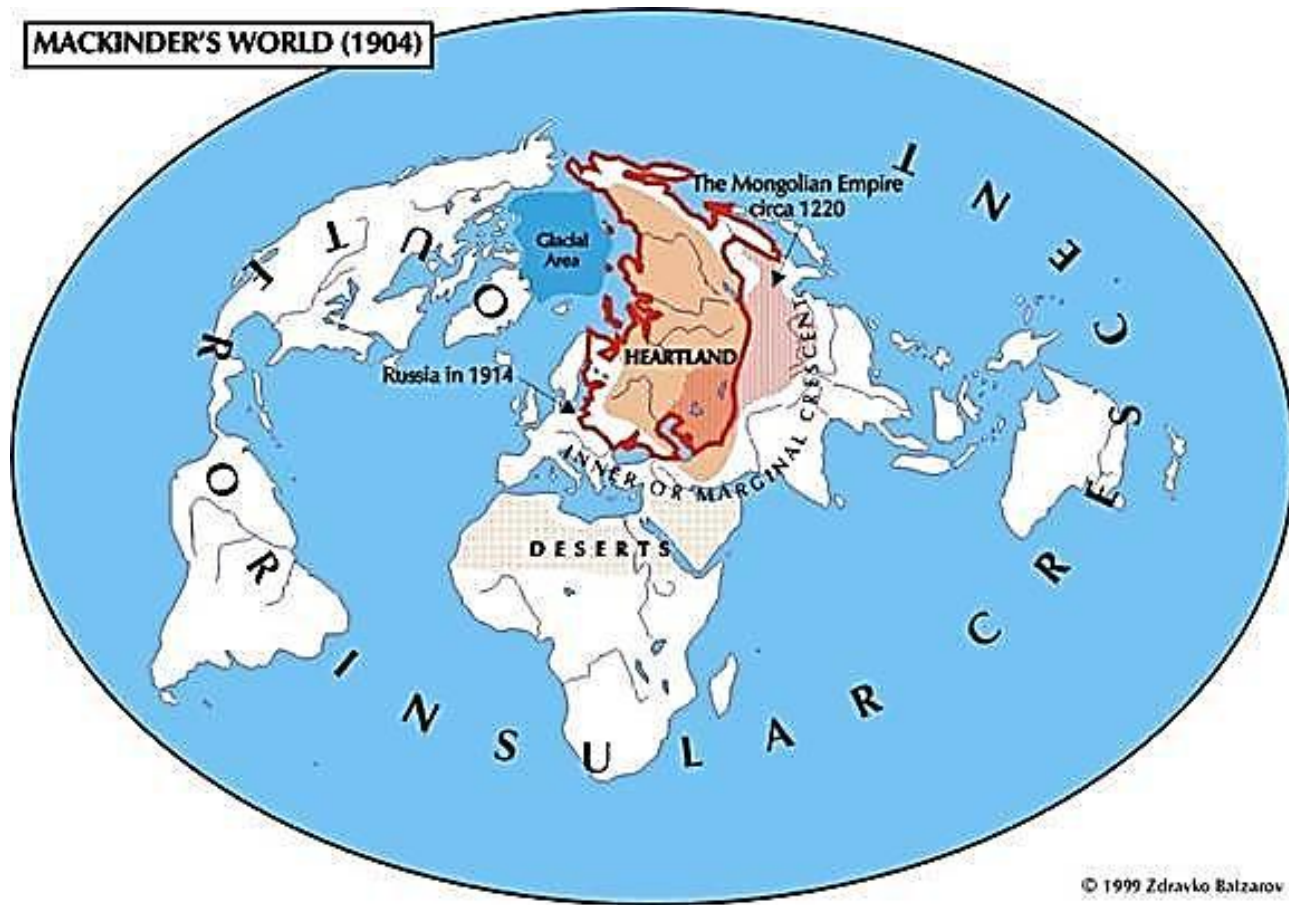 MACKINDER'S WORLD (1904)
The Mongolian Empire
circa 1220
Glacial
Area
HEARTLAND
Russia in 1914
INNER OR MARGINAL CRESCENT
DESERTS
OUTER OR INSULAR CRESCENT
© 1999 Zdravko Batzarov